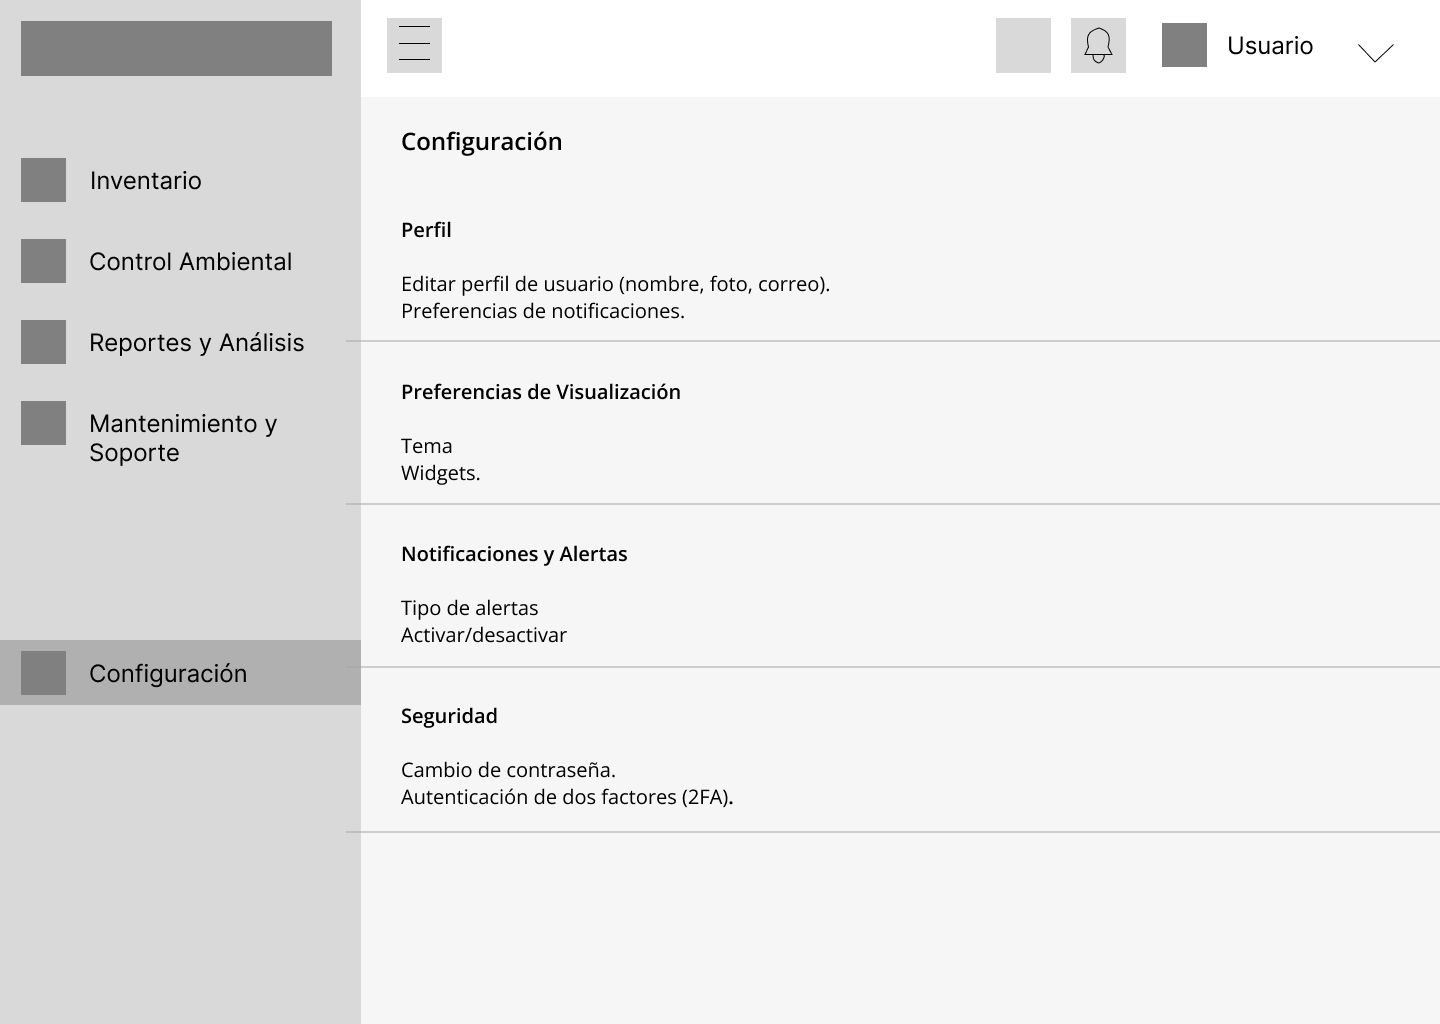 Usuario
Inventario
Control Ambiental
Reportes y Análisis
Mantenimiento y
Soporte
Configuración
Configuración
Perfil
Editar perfil de usuario (nombre, foto, correo).
Preferencias de notificaciones.
Preferencias de Visualización
Tema
Widgets.
Notificaciones y Alertas
Tipo de alertas
Activar/desactivar
Seguridad
Cambio de contraseña.
Autenticación de dos factores (2FA).